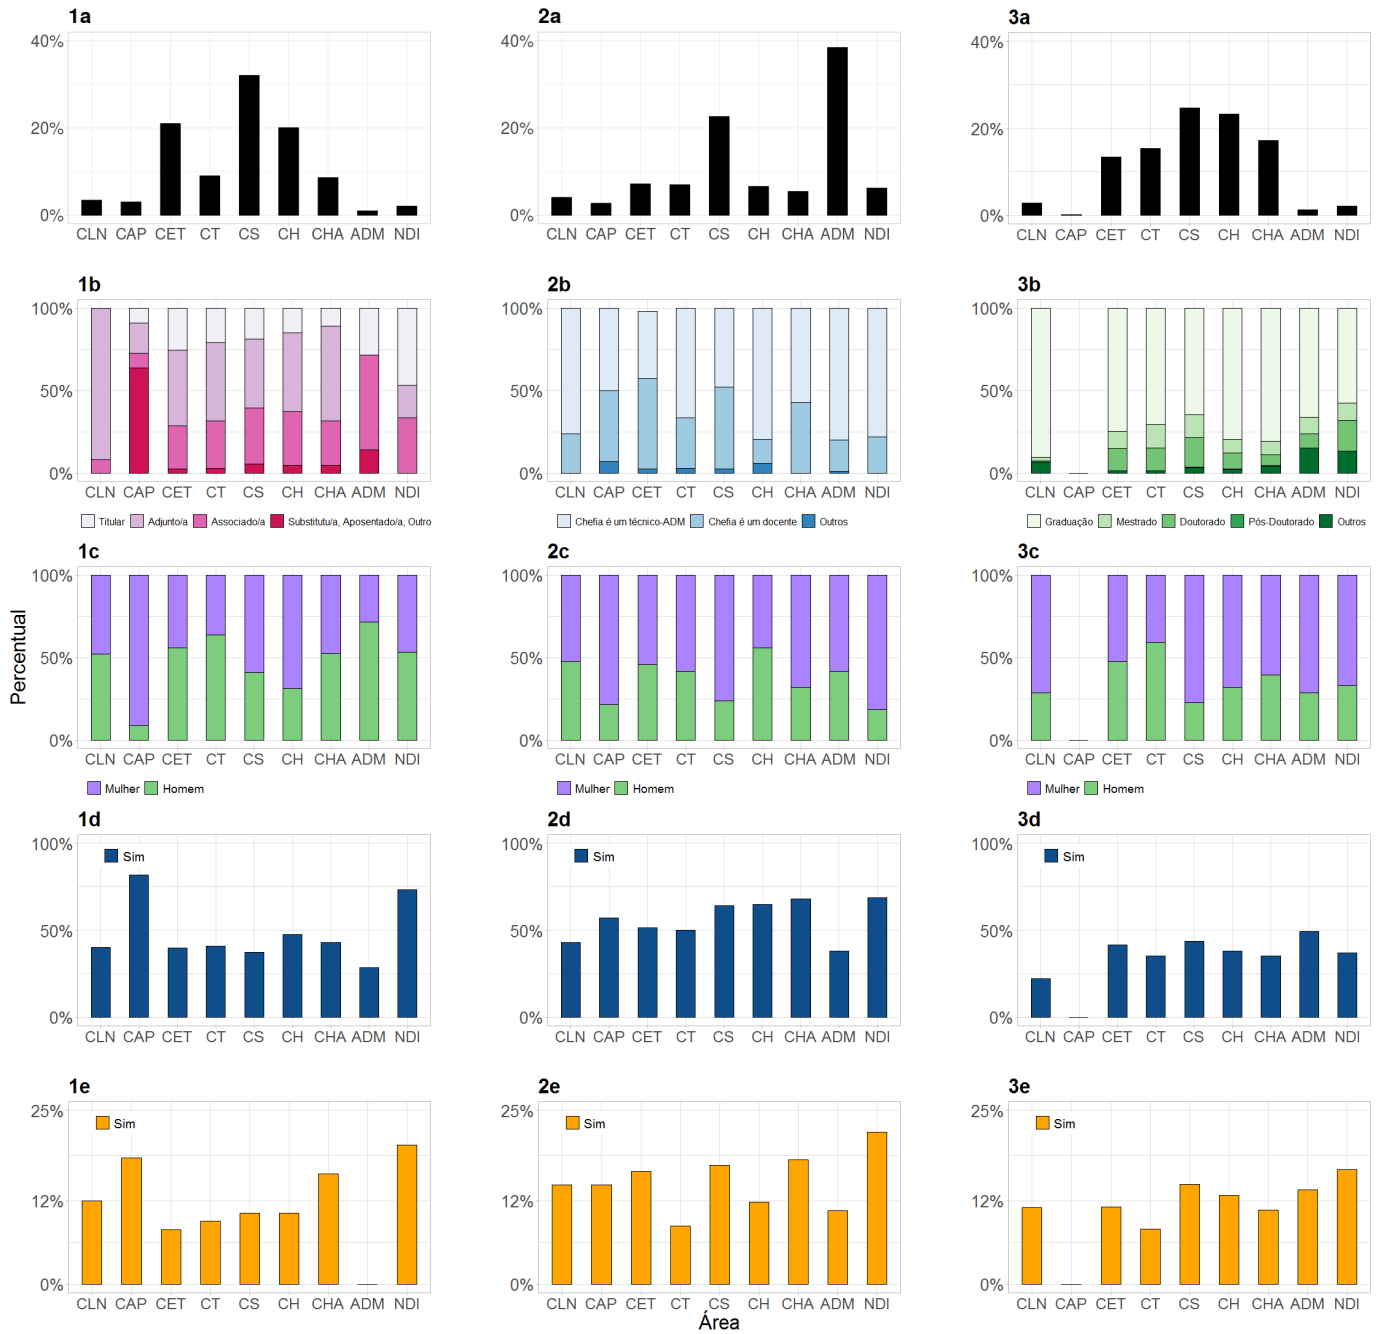 1a
40%
20%
0%
CLN CAP CET CT CS CH CHA ADM NDI
2a
40%
20%
0%
CLN CAP CET CT CS CH CHA ADM NDI
3a
40%
20%
0%
CLN CAP CET CT CS CH CHA ADM NDI
1b
100%
50%
0%
CLN CAP CET CT CS CH CHA ADM NDI
Titular Adjunto/a Associado/a Substitutu/a, Aposentado/a, Outro
2b
100%
50%
0%
CLN CAP CET CT CS CH CHA ADM NDI
Chefia é um técnico-ADM Chefia é um docente Outros
3b
100%
50%
0%
CLN CAP CET CT CS CH CHA ADM NDI
Graduação Mestrado Doutorado Pós-Doutorado Outros
Percentual
1c
100%
50%
0%
CLN CAP CET CT CS CH CHA ADM NDI
Mulher Homem
2c
100%
50%
0%
CLN CAP CET CT CS CH CHA ADM NDI
Mulher Homem
3c
100%
50%
0%
CLN CAP CET CT CS CH CHA ADM NDI
Mulher Homem
1d
100%
50%
0%
Sim
CLN CAP CET CT CS CH CHA ADM NDI
2d
100%
50%
0%
Sim
CLN CAP CET CT CS CH CHA ADM NDI
3d
100%
50%
0%
Sim
CLN CAP CET CT CS CH CHA ADM NDI
1e
25%
12%
0%
Sim
CLN CAP CET CT CS CH CHA ADM NDI
2e
25%
12%
0%
Sim
CLN CAP CET CT CS CH CHA ADM NDI
3e
25%
12%
0%
Sim
CLN CAP CET CT CS CH CHA ADM NDI
Área